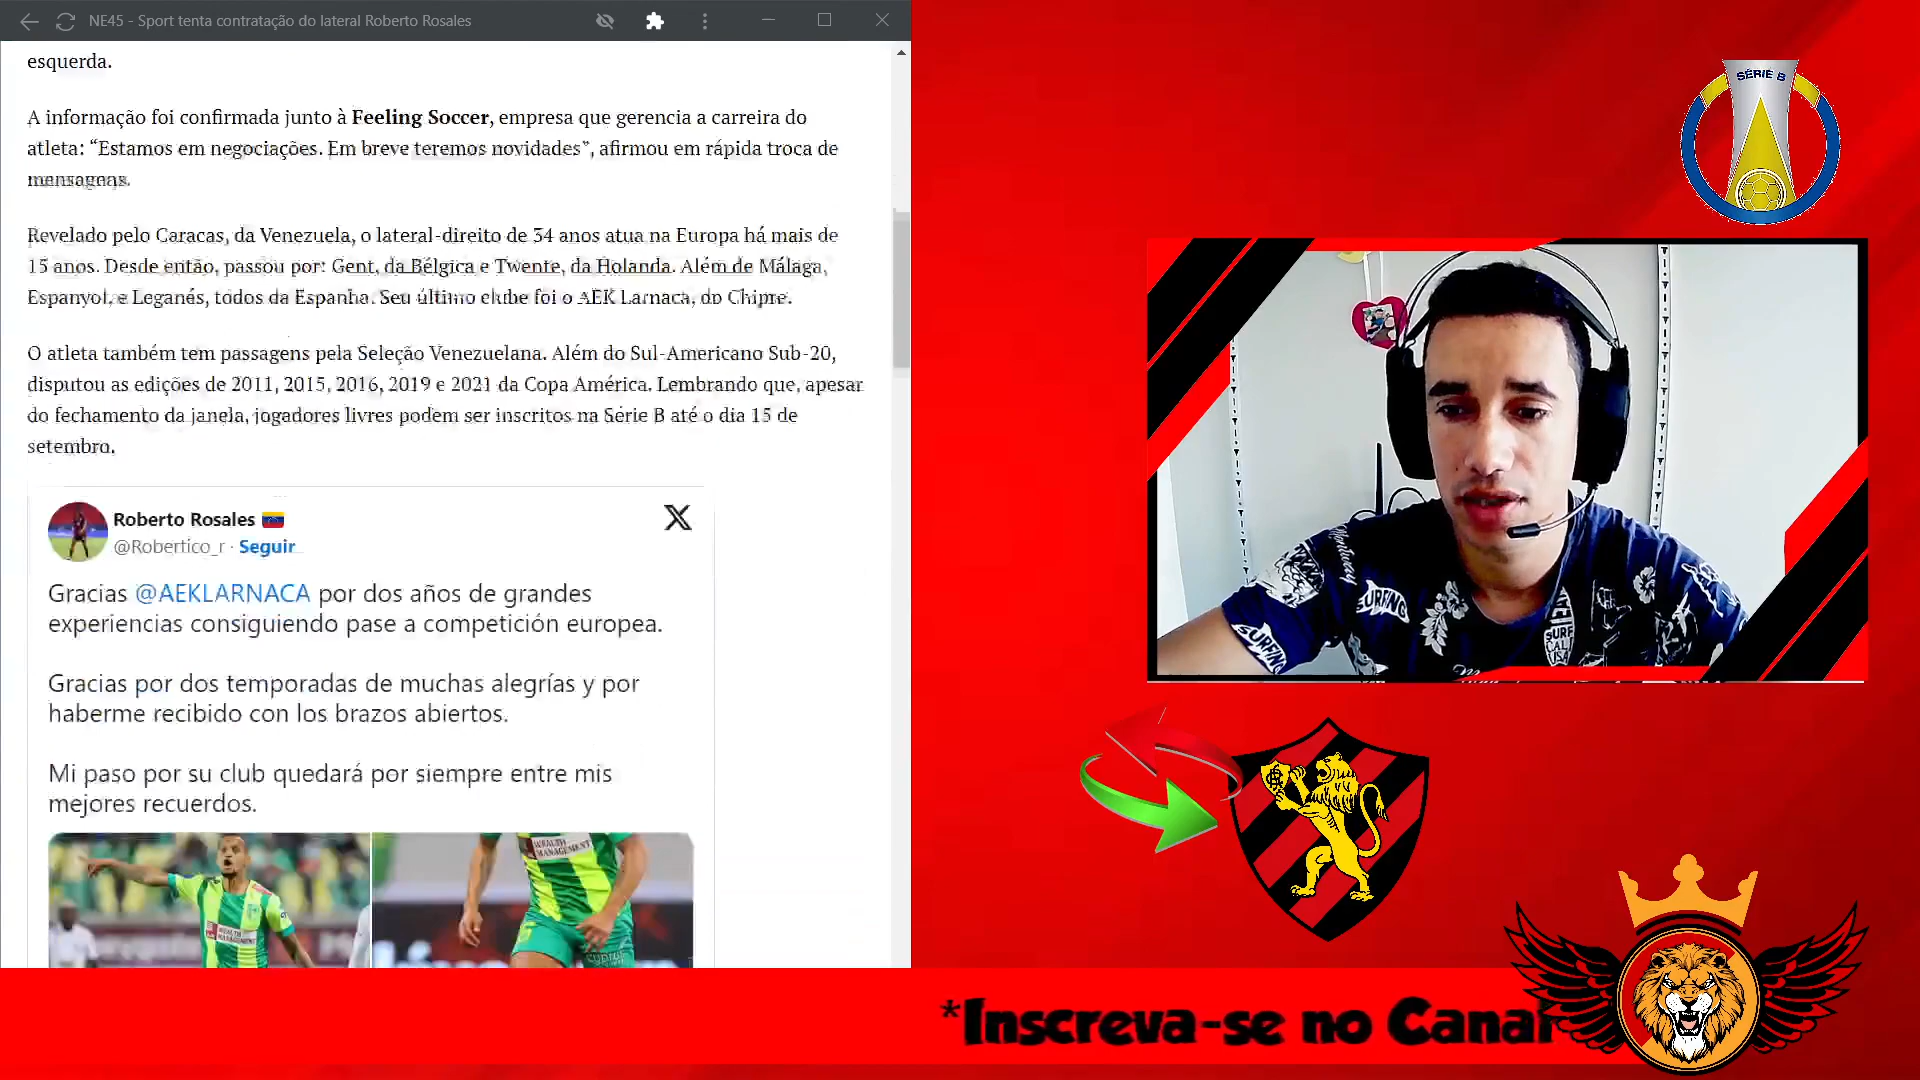 NE45 - Sport tenta contratação do lateral Roberto Rosales
esquerda.
A informação foi confirmada junto à Feeling Soccer, empresa que gerencia a carreira do
atleta: “Estamos em negociações. Em breve teremos novidades”, afirmou em rápida troca de
mensagens.
Revelado pelo Caracas, da Venezuela, o lateral-direito de 34 anos atua na Europa há mais de
15 anos. Desde então, passou por: Gent, da Bélgica e Twente, da Holanda. Além de Málaga,
Espanyol, e Leganés, todos da Espanha. Seu último clube foi o AEK Larnaca, do Chipre.
O atleta também tem passagens pela Seleção Venezuelana. Além do Sul-Americano Sub-20,
disputou as edições de 2011, 2015, 2016, 2019 e 2021 da Copa América. Lembrando que, apesar
do fechamento da janela, jogadores livres podem ser inscritos na Série B até o dia 15 de
setembro.
Roberto Rosales
@Robertico_r · Seguir
Gracias @AEKLARNACA por dos años de grandes
experiencias consiguiendo pase a competición europea.
Gracias por dos temporadas de muchas alegrías y por
haberme recibido con los brazos abiertos.
Mi paso por su club quedará por siempre entre mis
mejores recuerdos.
WEALTH
MANAGEMENT
SÉRIE B
SURFING
SURFING
SURF
CAL
*Inscreva-se no Canal